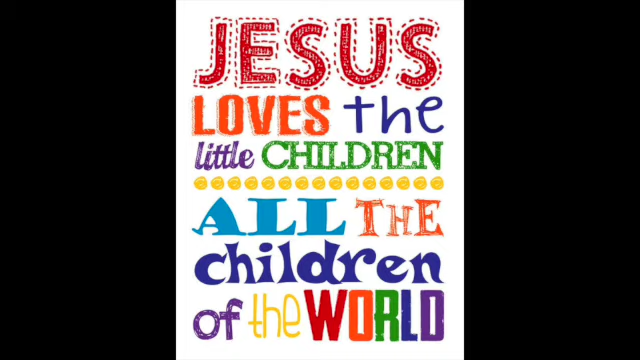 JESUS
LOVES the
little CHILDREN
ALL THE
children
of the WORLD